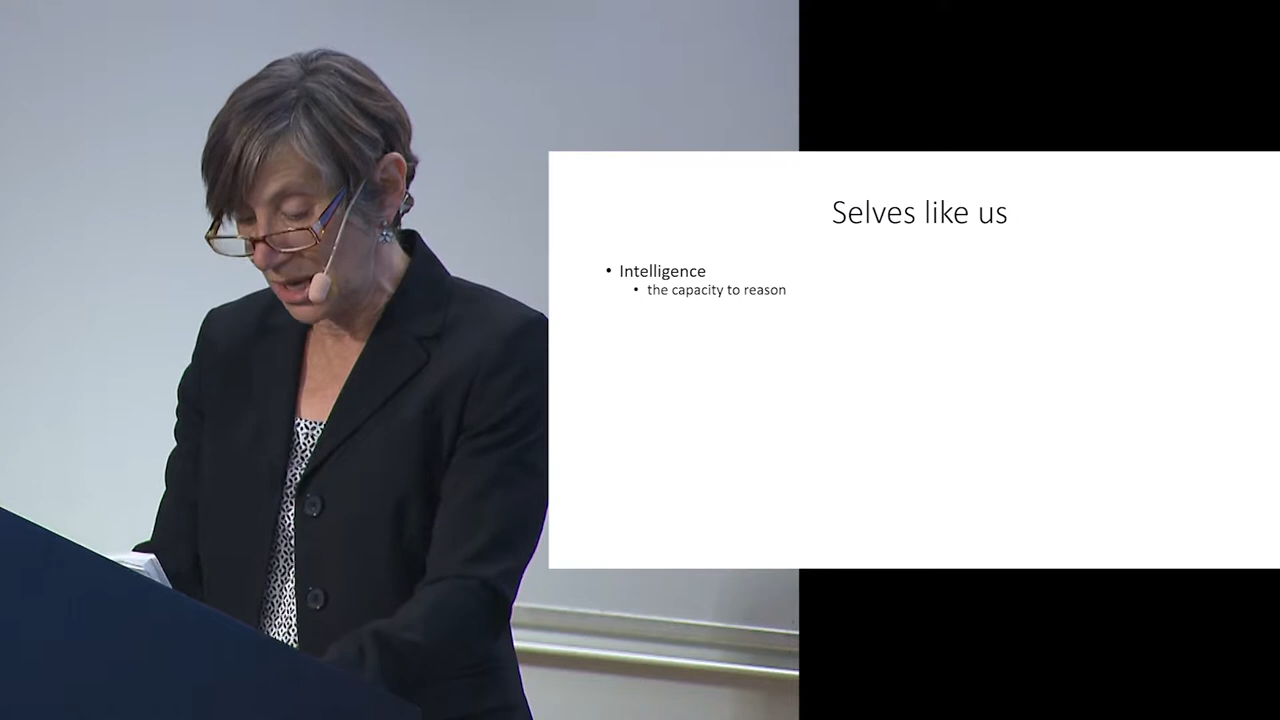 Selves like us
• Intelligence
• the capacity to reason